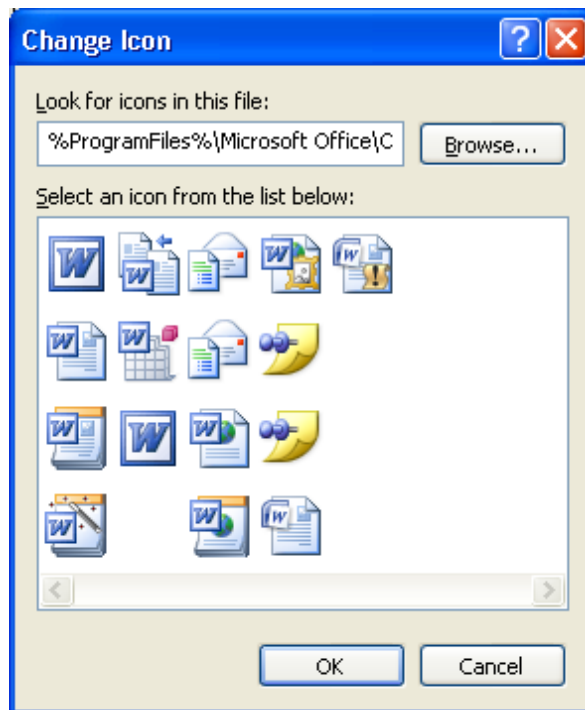 Change Icon
Look for icons in this file:
%ProgramFiles%\Microsoft Office\C
Browse...
Select an icon from the list below:
OK
Cancel